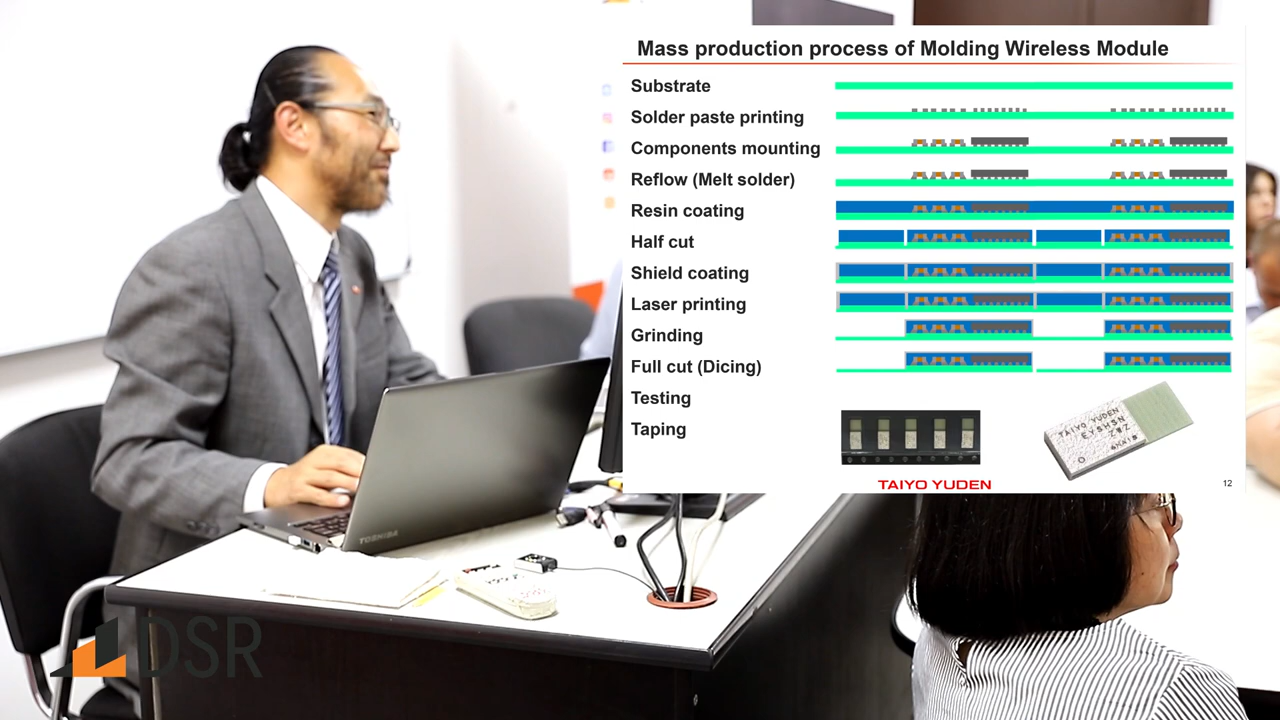 Mass production process of Molding Wireless Module
Substrate
Solder paste printing
Components mounting
Reflow (Melt solder)
Resin coating
Half cut
Shield coating
Laser printing
Grinding
Full cut (Dicing)
Testing
Taping
TAIYO YUDEN
EYSHSN
TAIYO YUDEN
12
TOSHIBA
DSR